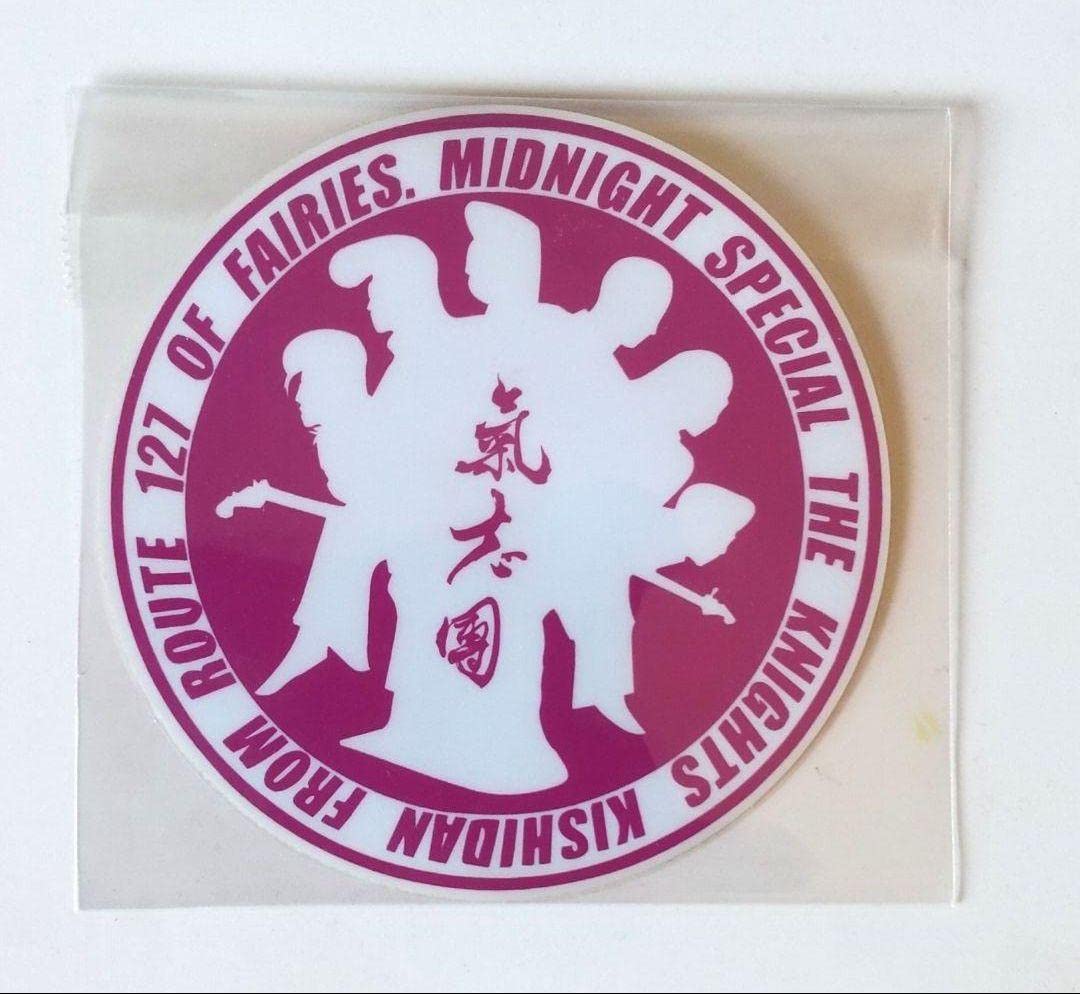 MIDNIGHT SPECIAL THE KNIGHTS KISHIDAN FROM ROUTE 127 OF FAIRIES.
氣志團